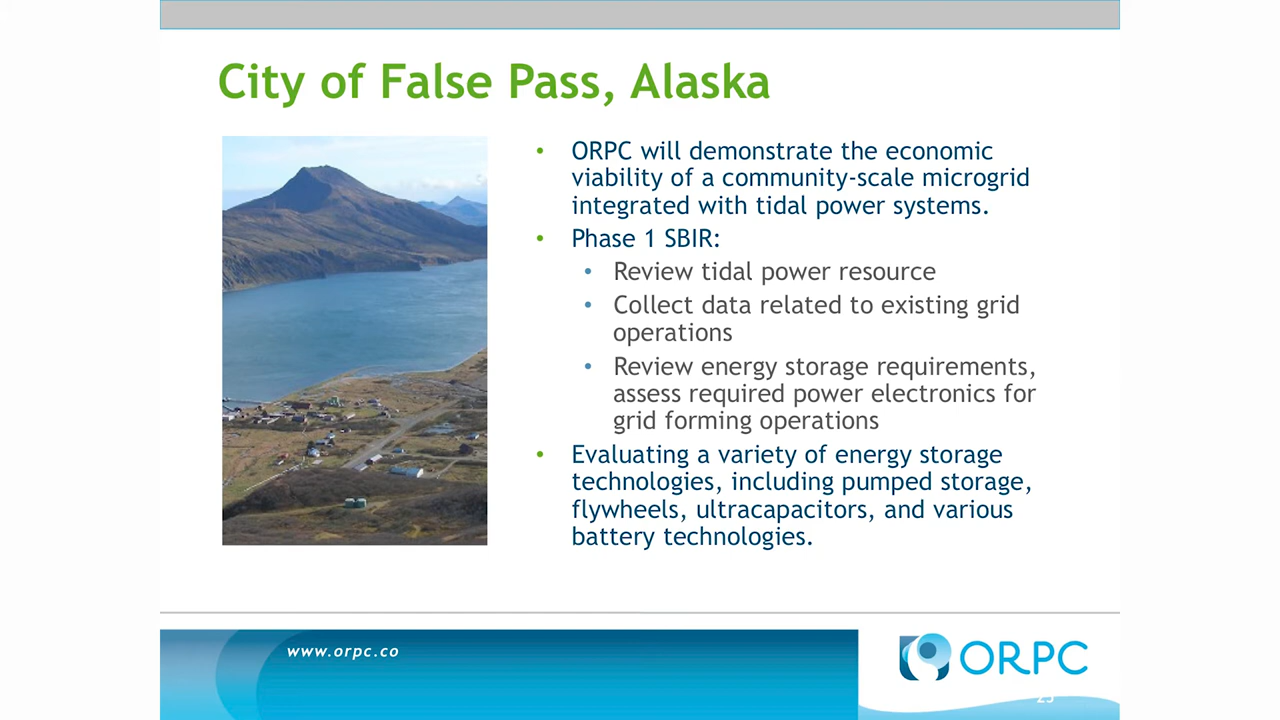 City of False Pass, Alaska
• ORPC will demonstrate the economic
viability of a community-scale microgrid
integrated with tidal power systems.
• Phase 1 SBIR:
• Review tidal power resource
• Collect data related to existing grid
operations
• Review energy storage requirements,
assess required power electronics for
grid forming operations
• Evaluating a variety of energy storage
technologies, including pumped storage,
flywheels, ultracapacitors, and various
battery technologies.
www.orpc.co
ORPC